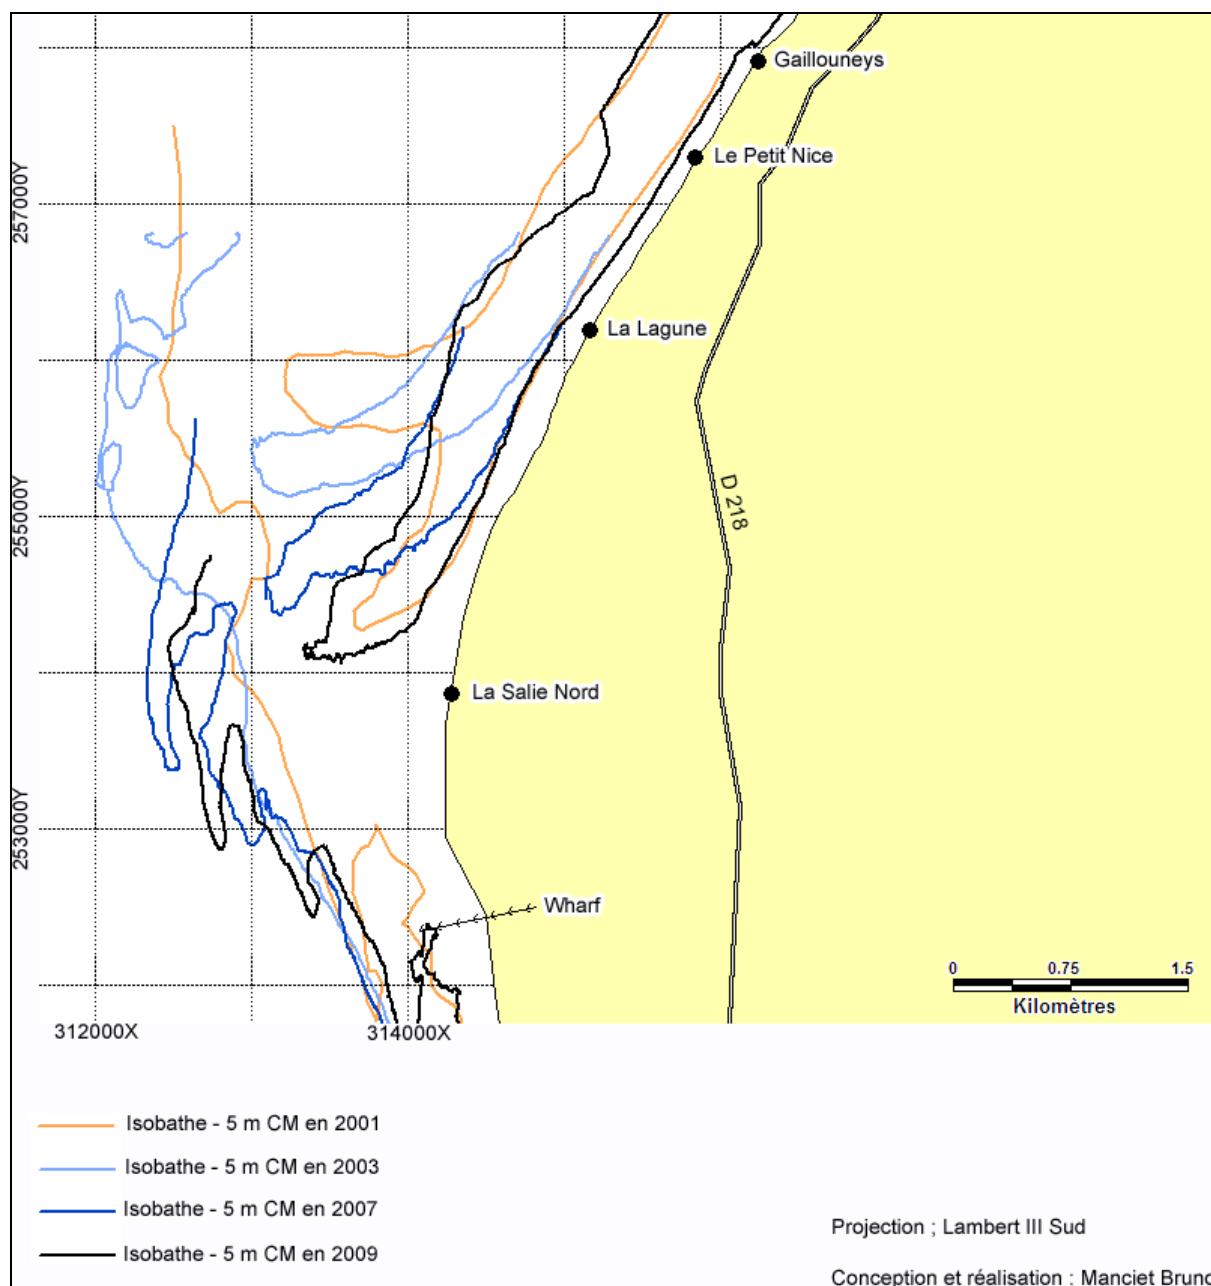 Gaillouneys
Le Petit Nice
257000Y
La Lagune
D 218
255000Y
La Salie Nord
253000Y
Wharf
0 0.75 1.5
Kilomètres
312000X 314000X
Isobathe - 5 m CM en 2001
Isobathe - 5 m CM en 2003
Isobathe - 5 m CM en 2007
Isobathe - 5 m CM en 2009
Projection ; Lambert III Sud
Conception et réalisation : Manciet Bruno